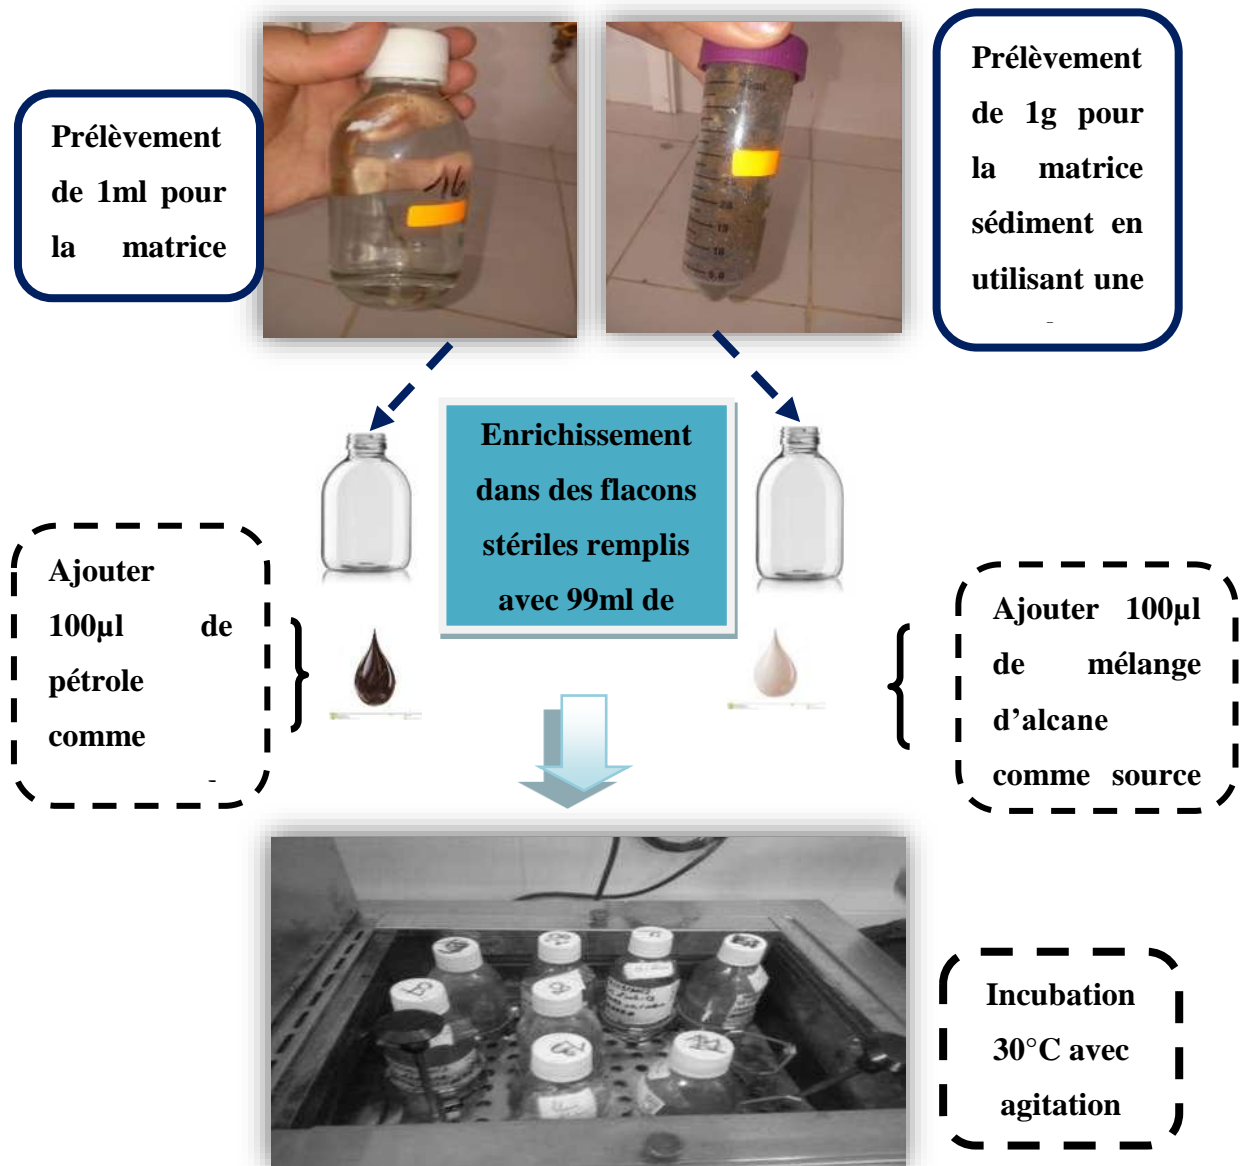 Prélèvement
de 1ml pour
la matrice
16
Prélèvement
de 1g pour
la matrice
sédiment en
utilisant une
Enrichissement
dans des flacons
stériles remplis
avec 99ml de
Ajouter
100µl de
pétrole
comme
Ajouter 100µl
de mélange
d’alcane
comme source
Incubation
30°C avec
agitation